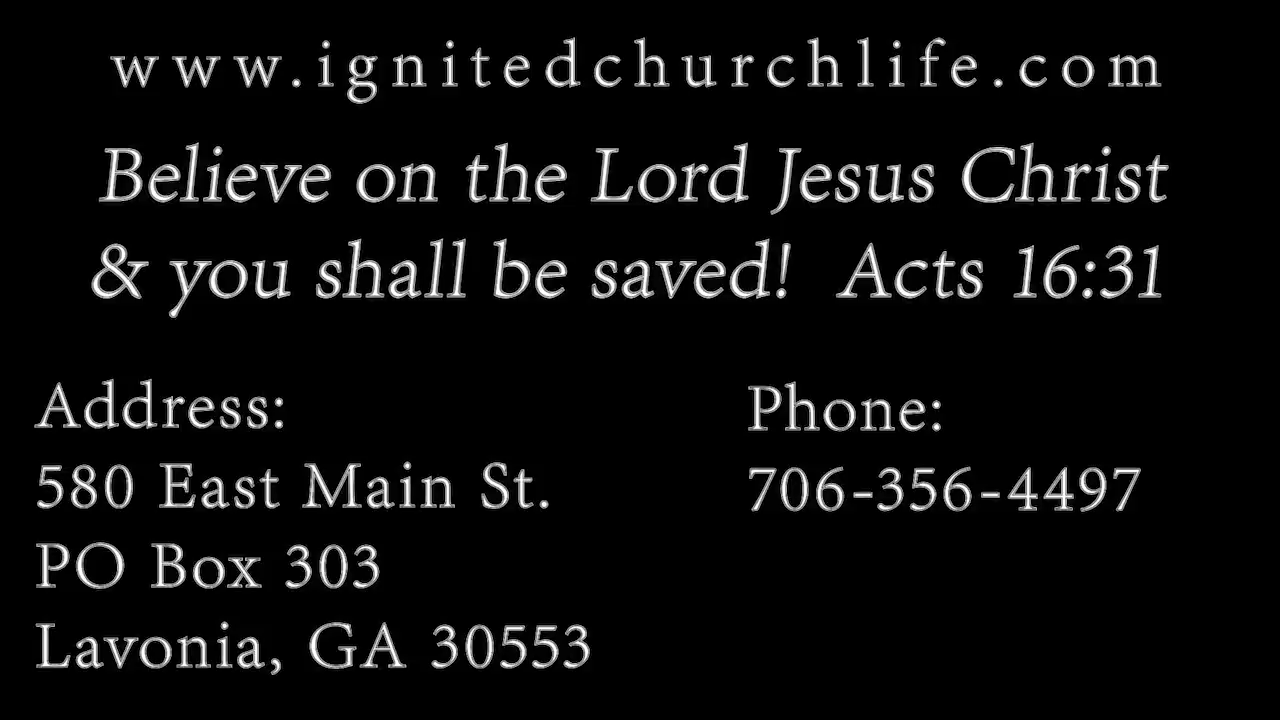 www.ignitedchurchlife.com
Believe on the Lord Jesus Christ
& you shall be saved!  Acts 16:31
Address:
580 East Main St.
PO Box 303
Lavonia, GA 30553
Phone:
706-356-4497